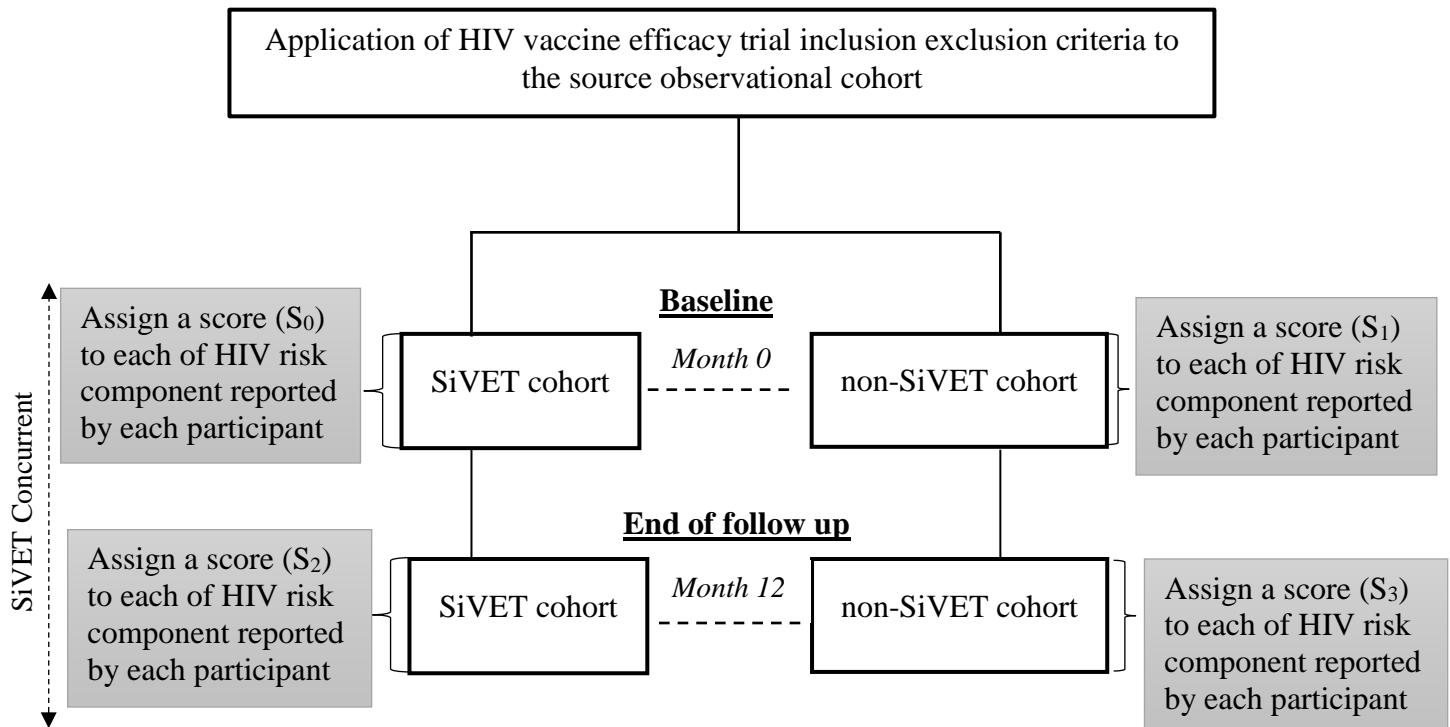 Application of HIV vaccine efficacy trial inclusion exclusion criteria to
the source observational cohort
SiVET Concurrent
Baseline
Assign a score (S₀)
to each of HIV risk
component reported
by each participant
SiVET cohort
Month 0
non-SiVET cohort
Assign a score (S₁)
to each of HIV risk
component reported
by each participant
End of follow up
Assign a score (S₂)
to each of HIV risk
component reported
by each participant
SiVET cohort
Month 12
non-SiVET cohort
Assign a score (S₃)
to each of HIV risk
component reported
by each participant